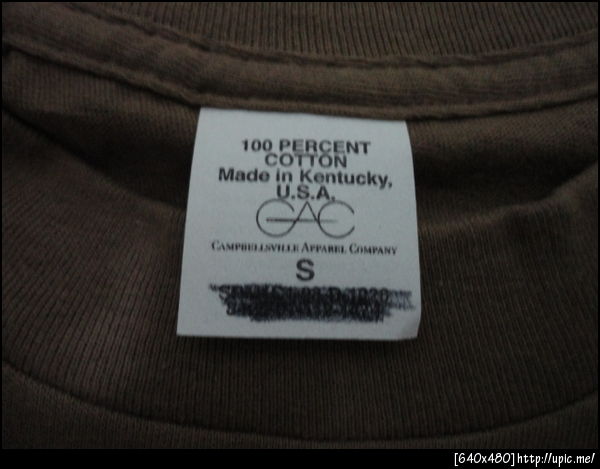 100 PERCENT
COTTON
Made in Kentucky,
U.S.A.
CAC
CAMPBELLSVILLE APPAREL COMPANY
S
[640x480]http://upic.me/